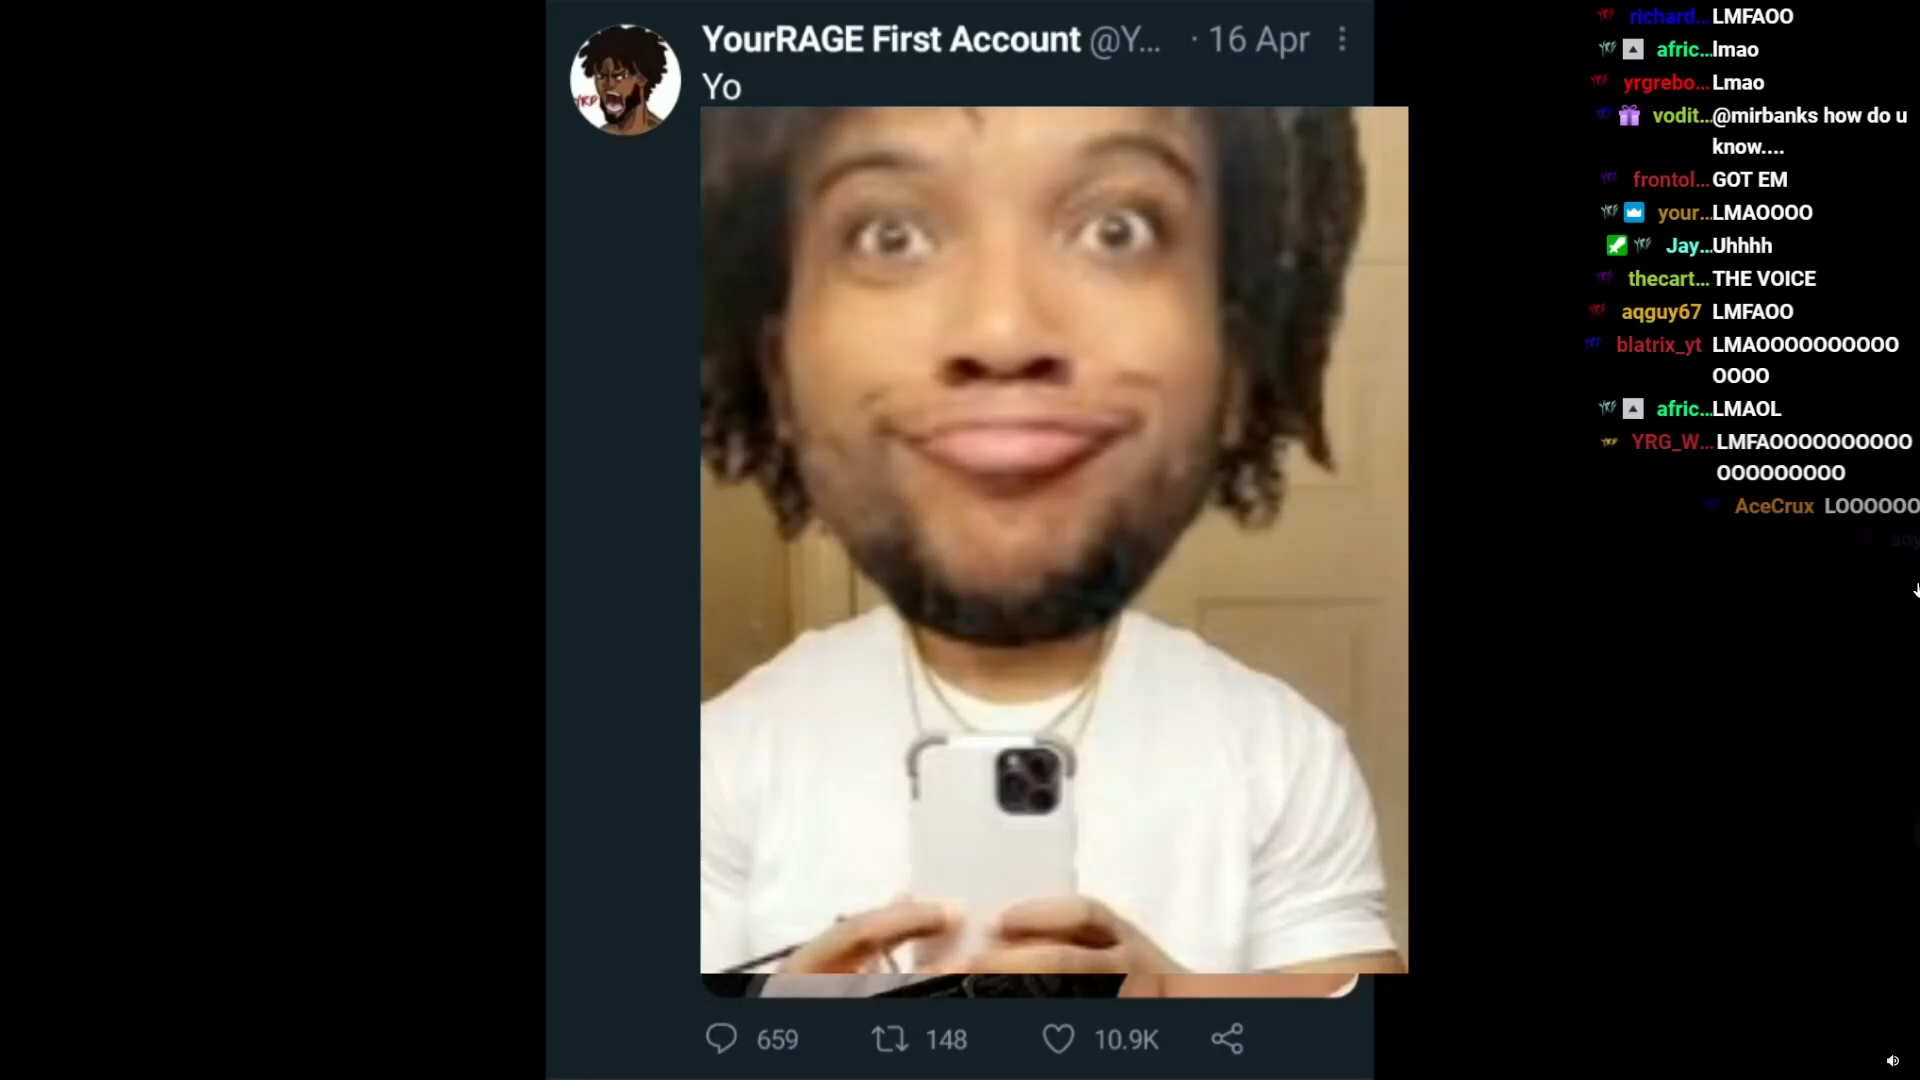 YourRAGE First Account @Y... · 16 Apr
Yo
659 148 10.9K
richard... LMFAOO
afric... lmao
yrgrebo... Lmao
vodit... @mirbanks how do u
know....
frontol... GOT EM
your... LMAOOOO
Jay... Uhhhh
thecart... THE VOICE
aqguy67 LMFAOO
blatrix_yt LMAOOOOOOOOOO
OOOO
afric... LMAOL
YRG_W... LMFAOOOOOOOOOO
OOOOOOOOO
AceCrux LOOOOOO